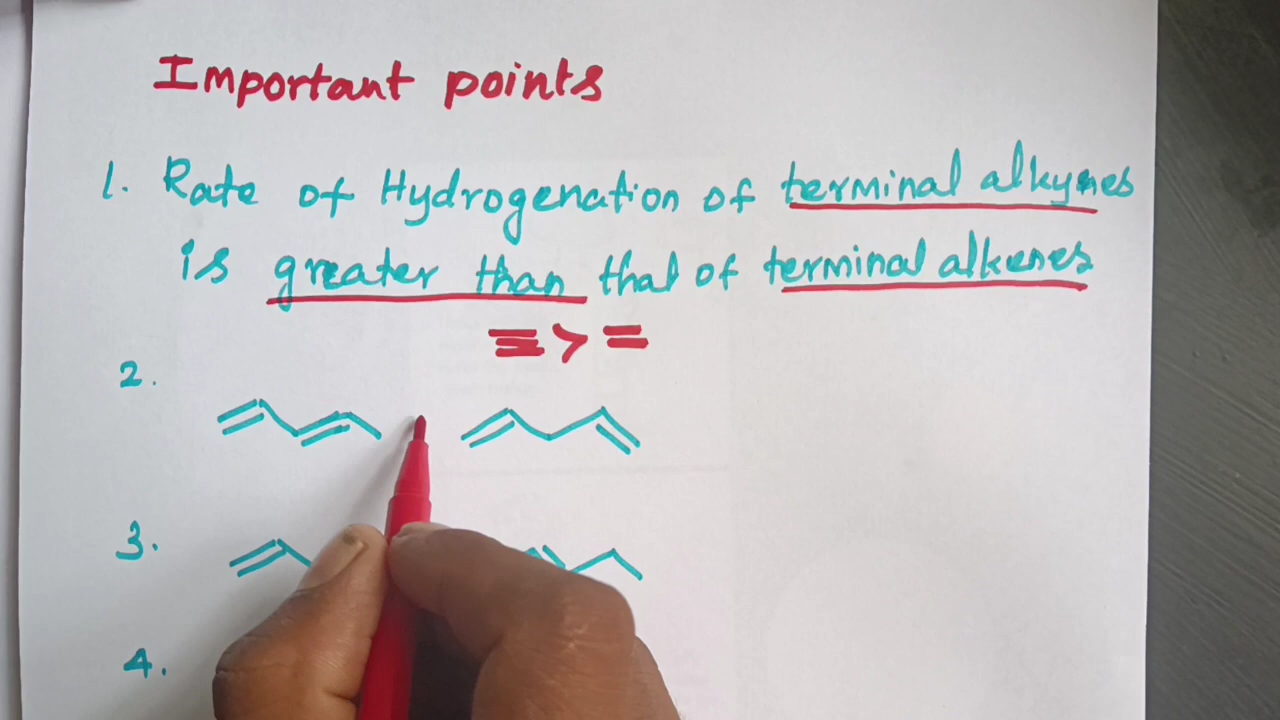 Important points
1. Rate of Hydrogenation of terminal alkynes
is greater than that of terminal alkenes
≡ > =
2.
3.
4.